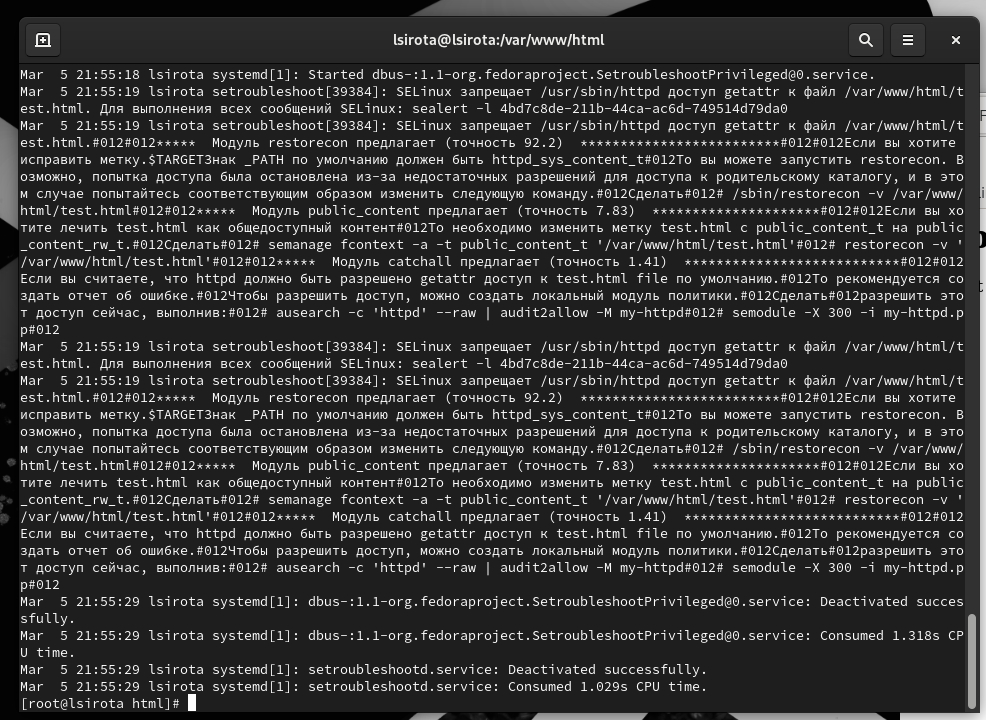 lsirota@lsirota:/var/www/html
Mar  5 21:55:18 lsirota systemd[1]: Started dbus-:1.1-org.fedoraproject.SetroubleshootPrivileged@0.service.
Mar  5 21:55:19 lsirota setroubleshoot[39384]: SELinux запрещает /usr/sbin/httpd доступ getattr к файл /var/www/html/t
est.html. Для выполнения всех сообщений SELinux: sealert -l 4bd7c8de-211b-44ca-ac6d-749514d79da0
Mar  5 21:55:19 lsirota setroubleshoot[39384]: SELinux запрещает /usr/sbin/httpd доступ getattr к файл /var/www/html/t
est.html.#012#012*****  Модуль restorecon предлагает (точность 92.2)  *************************#012#012Если вы хотите
исправить метку.$TARGETЗнак _PATH по умолчанию должен быть httpd_sys_content_t#012То вы можете запустить restorecon. В
озможно, попытка доступа была остановлена из-за недостаточных разрешений для доступа к родительскому каталогу, и в это
м случае попытайтесь соответствующим образом изменить следующую команду.#012Сделать#012# /sbin/restorecon -v /var/www/
html/test.html#012#012*****  Модуль public_content предлагает (точность 7.83)  *********************#012#012Если вы хо
тите лечить test.html как общедоступный контент#012То необходимо изменить метку test.html с public_content_t на public
_content_rw_t.#012Сделать#012# semanage fcontext -a -t public_content_t '/var/www/html/test.html'#012# restorecon -v '
/var/www/html/test.html'#012#012*****  Модуль catchall предлагает (точность 1.41)  ***************************#012#012
Если вы считаете, что httpd должно быть разрешено getattr доступ к test.html file по умолчанию.#012То рекомендуется со
здать отчет об ошибке.#012Чтобы разрешить доступ, можно создать локальный модуль политики.#012Сделать#012разрешить это
т доступ сейчас, выполнив:#012# ausearch -c 'httpd' --raw | audit2allow -M my-httpd#012# semodule -X 300 -i my-httpd.p
p#012
Mar  5 21:55:19 lsirota setroubleshoot[39384]: SELinux запрещает /usr/sbin/httpd доступ getattr к файл /var/www/html/t
est.html. Для выполнения всех сообщений SELinux: sealert -l 4bd7c8de-211b-44ca-ac6d-749514d79da0
Mar  5 21:55:19 lsirota setroubleshoot[39384]: SELinux запрещает /usr/sbin/httpd доступ getattr к файл /var/www/html/t
est.html.#012#012*****  Модуль restorecon предлагает (точность 92.2)  *************************#012#012Если вы хотите
исправить метку.$TARGETЗнак _PATH по умолчанию должен быть httpd_sys_content_t#012То вы можете запустить restorecon. В
озможно, попытка доступа была остановлена из-за недостаточных разрешений для доступа к родительскому каталогу, и в это
м случае попытайтесь соответствующим образом изменить следующую команду.#012Сделать#012# /sbin/restorecon -v /var/www/
html/test.html#012#012*****  Модуль public_content предлагает (точность 7.83)  *********************#012#012Если вы хо
тите лечить test.html как общедоступный контент#012То необходимо изменить метку test.html с public_content_t на public
_content_rw_t.#012Сделать#012# semanage fcontext -a -t public_content_t '/var/www/html/test.html'#012# restorecon -v '
/var/www/html/test.html'#012#012*****  Модуль catchall предлагает (точность 1.41)  ***************************#012#012
Если вы считаете, что httpd должно быть разрешено getattr доступ к test.html file по умолчанию.#012То рекомендуется со
здать отчет об ошибке.#012Чтобы разрешить доступ, можно создать локальный модуль политики.#012Сделать#012разрешить это
т доступ сейчас, выполнив:#012# ausearch -c 'httpd' --raw | audit2allow -M my-httpd#012# semodule -X 300 -i my-httpd.p
p#012
Mar  5 21:55:29 lsirota systemd[1]: dbus-:1.1-org.fedoraproject.SetroubleshootPrivileged@0.service: Deactivated succes
sfully.
Mar  5 21:55:29 lsirota systemd[1]: dbus-:1.1-org.fedoraproject.SetroubleshootPrivileged@0.service: Consumed 1.318s CP
U time.
Mar  5 21:55:29 lsirota systemd[1]: setroubleshootd.service: Deactivated successfully.
Mar  5 21:55:29 lsirota systemd[1]: setroubleshootd.service: Consumed 1.029s CPU time.
[root@lsirota html]#